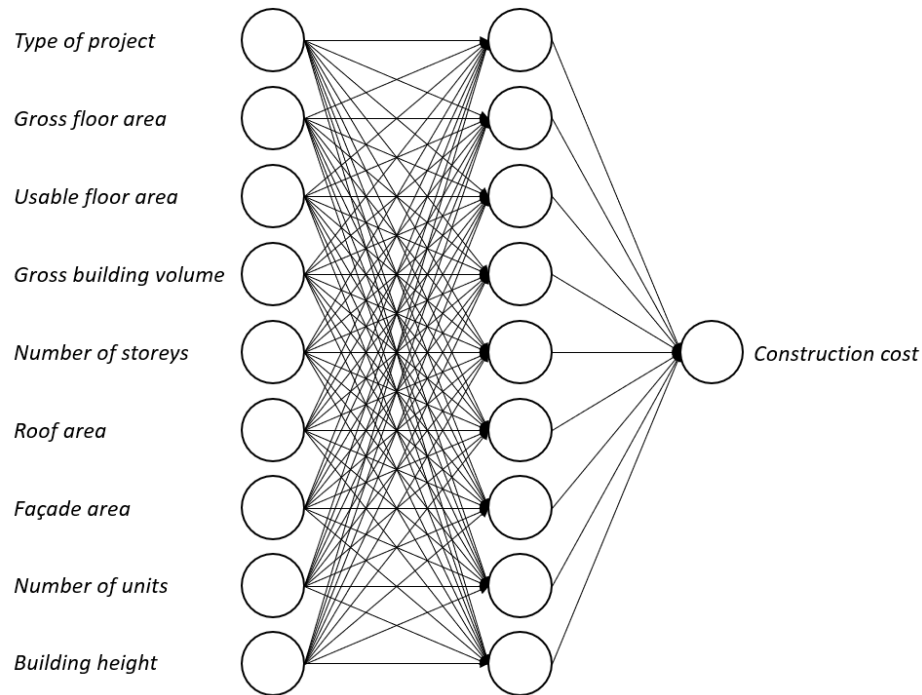 Type of project
Gross floor area
Usable floor area
Gross building volume
Number of storeys
Construction cost
Roof area
Façade area
Number of units
Building height